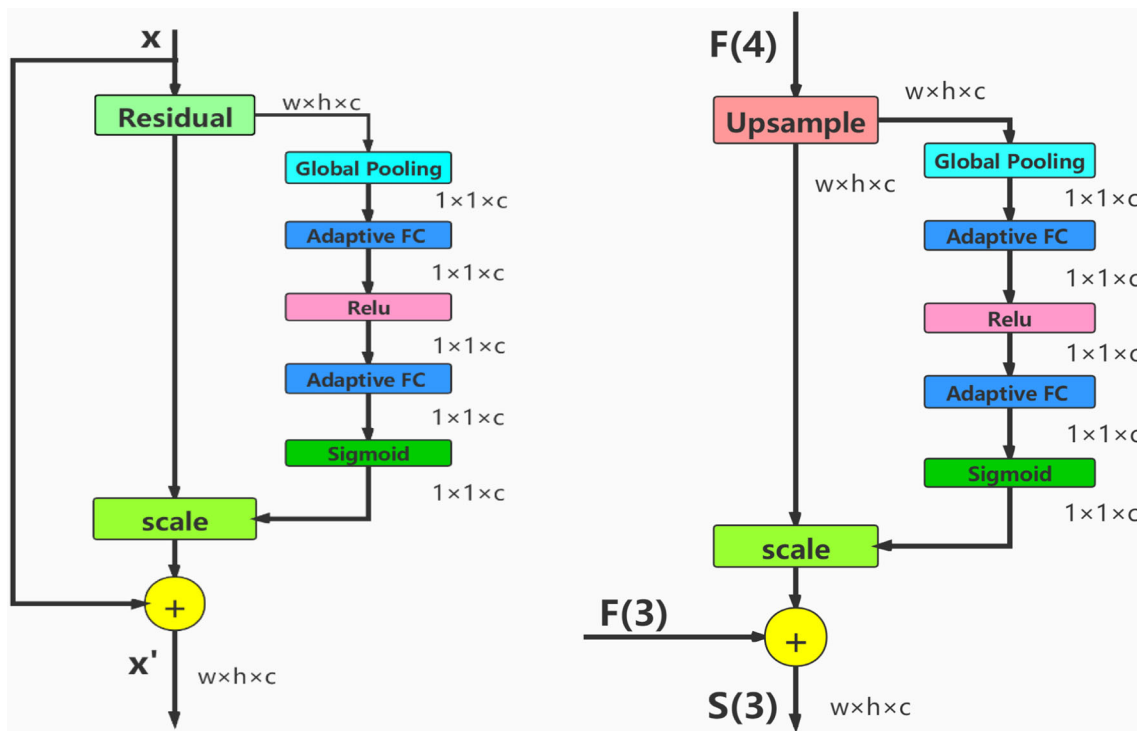 x
Residual
w×h×c
Global Pooling
1×1×c
Adaptive FC
1×1×c
Relu
1×1×c
Adaptive FC
1×1×c
Sigmoid
1×1×c
scale
+
x'
w×h×c
F(4)
Upsample
w×h×c
w×h×c
Global Pooling
1×1×c
Adaptive FC
1×1×c
Relu
1×1×c
Adaptive FC
1×1×c
Sigmoid
1×1×c
scale
F(3)
+
S(3)
w×h×c